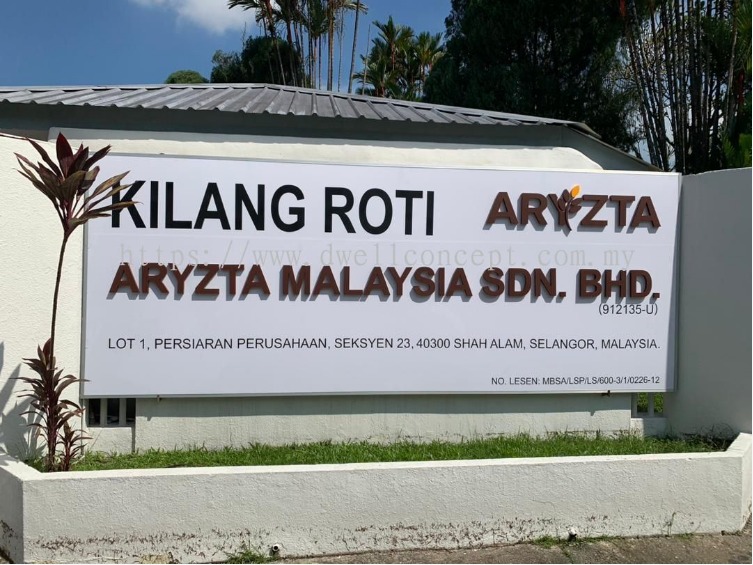 KILANG ROTI ARYZTA
https://www.dwellconcept.com.my
ARYZTA MALAYSIA SDN. BHD.
(912135-U)
LOT 1, PERSIARAN PERUSAHAAN, SEKSYEN 23, 40300 SHAH ALAM, SELANGOR, MALAYSIA.
NO. LESEN: MBSA/LSP/LS/600-3/1/0226-12